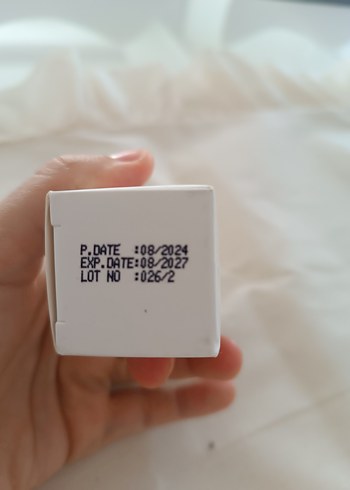 P.DATE :08/2024
EXP.DATE:08/2027
LOT NO :026/2